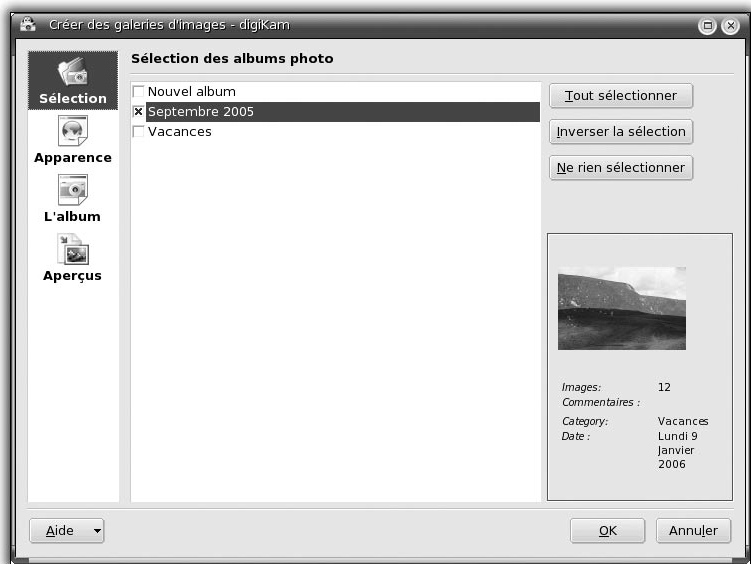 Créer des galeries d'images - digiKam
Sélection
Apparence
L'album
Aperçus
Sélection des albums photo
Nouvel album
Septembre 2005
Vacances
Tout sélectionner
Inverser la sélection
Ne rien sélectionner
Images: 12
Commentaires :
Category: Vacances
Date : Lundi 9
Janvier
2006
Aide
OK
Annuler